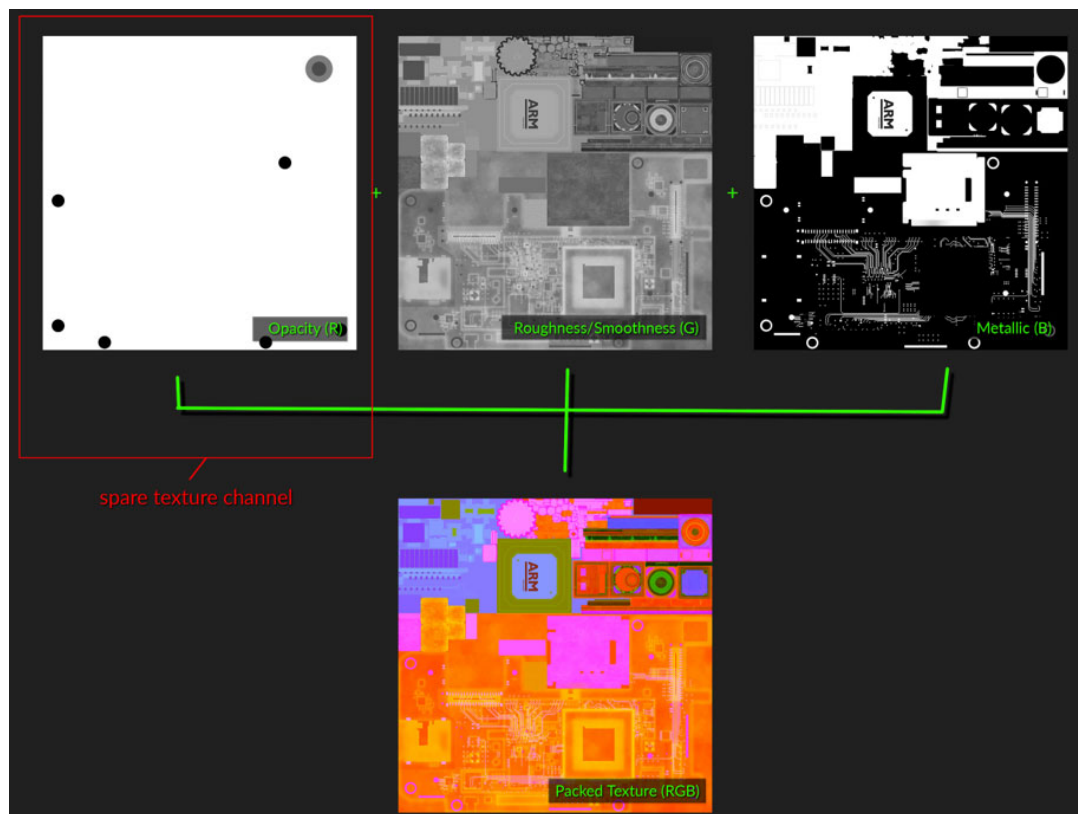 ARM
ARM
+
+
Opacity (R)
Roughness/Smoothness (G)
Metallic (B)
spare texture channel
ARM
Packed Texture (RGB)